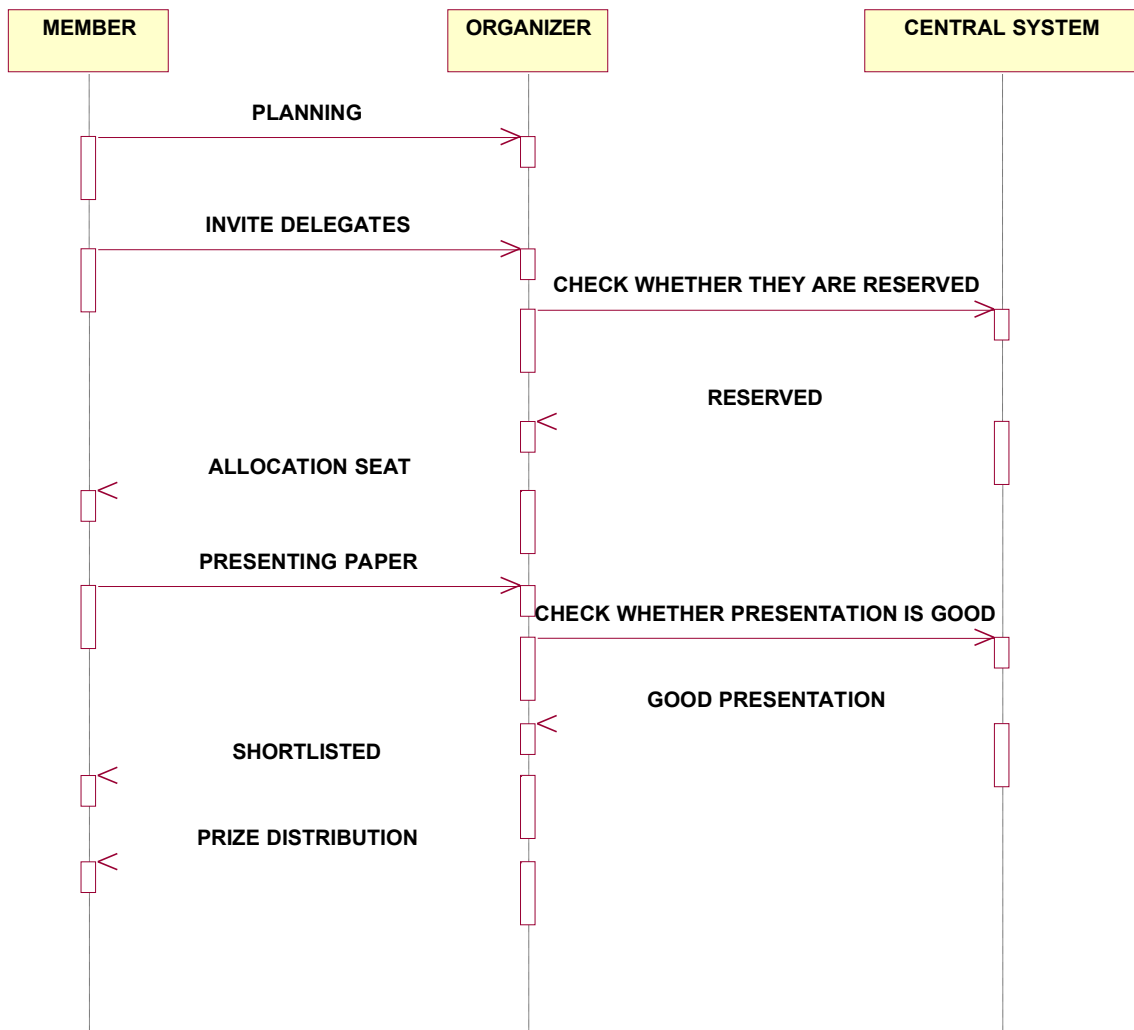 MEMBER
ORGANIZER
CENTRAL SYSTEM
PLANNING
INVITE DELEGATES
CHECK WHETHER THEY ARE RESERVED
RESERVED
ALLOCATION SEAT
PRESENTING PAPER
CHECK WHETHER PRESENTATION IS GOOD
GOOD PRESENTATION
SHORTLISTED
PRIZE DISTRIBUTION